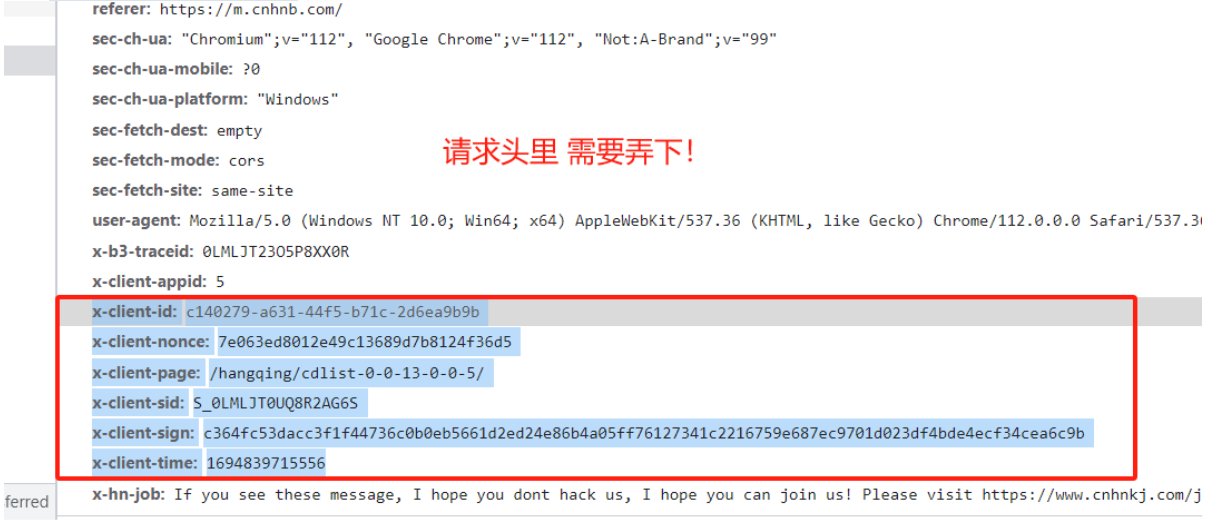 referer: https://m.cnhnb.com/
sec-ch-ua: "Chromium";v="112", "Google Chrome";v="112", "Not:A-Brand";v="99"
sec-ch-ua-mobile: ?0
sec-ch-ua-platform: "Windows"
sec-fetch-dest: empty
请求头里 需要弄下!
sec-fetch-mode: cors
sec-fetch-site: same-site
user-agent: Mozilla/5.0 (Windows NT 10.0; Win64; x64) AppleWebKit/537.36 (KHTML, like Gecko) Chrome/112.0.0.0 Safari/537.3
x-b3-traceid: 0LMLJT23O5P8XX0R
x-client-appid: 5
x-client-id: c140279-a631-44f5-b71c-2d6ea9b9b
x-client-nonce: 7e063ed8012e49c13689d7b8124f36d5
x-client-page: /hangqing/cdlist-0-0-13-0-0-5/
x-client-sid: S_0LMLJT0UQ8R2AG6S
x-client-sign: c364fc53dacc3f1f44736c0b0eb5661d2ed24e86b4a05ff76127341c2216759e687ec9701d023df4bde4ecf34cea6c9b
x-client-time: 1694839715556
x-hn-job: If you see these message, I hope you dont hack us, I hope you can join us! Please visit https://www.cnhnkj.com/j
ferred